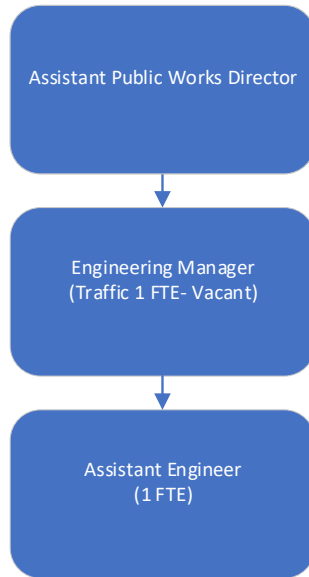 Assistant Public Works Director
Engineering Manager
(Traffic 1 FTE- Vacant)
Assistant Engineer
(1 FTE)